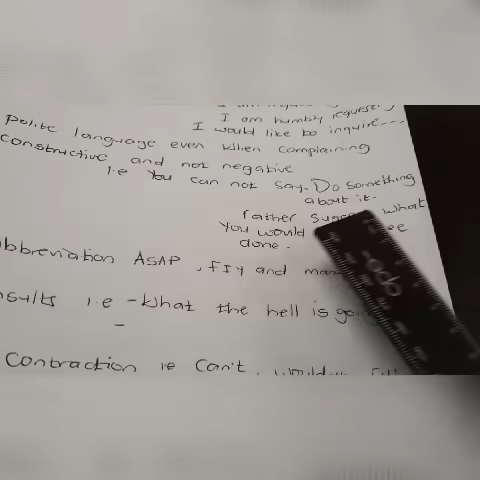 I am humbly requesting
I would like to inquire---
Polite language even when complaining
constructive and not negative
i.e You can not say - Do something
about it.
rather what
you would
done -
abbreviation ASAP , FIY and
i.e - What the hell is
Contraction ie Can't ,